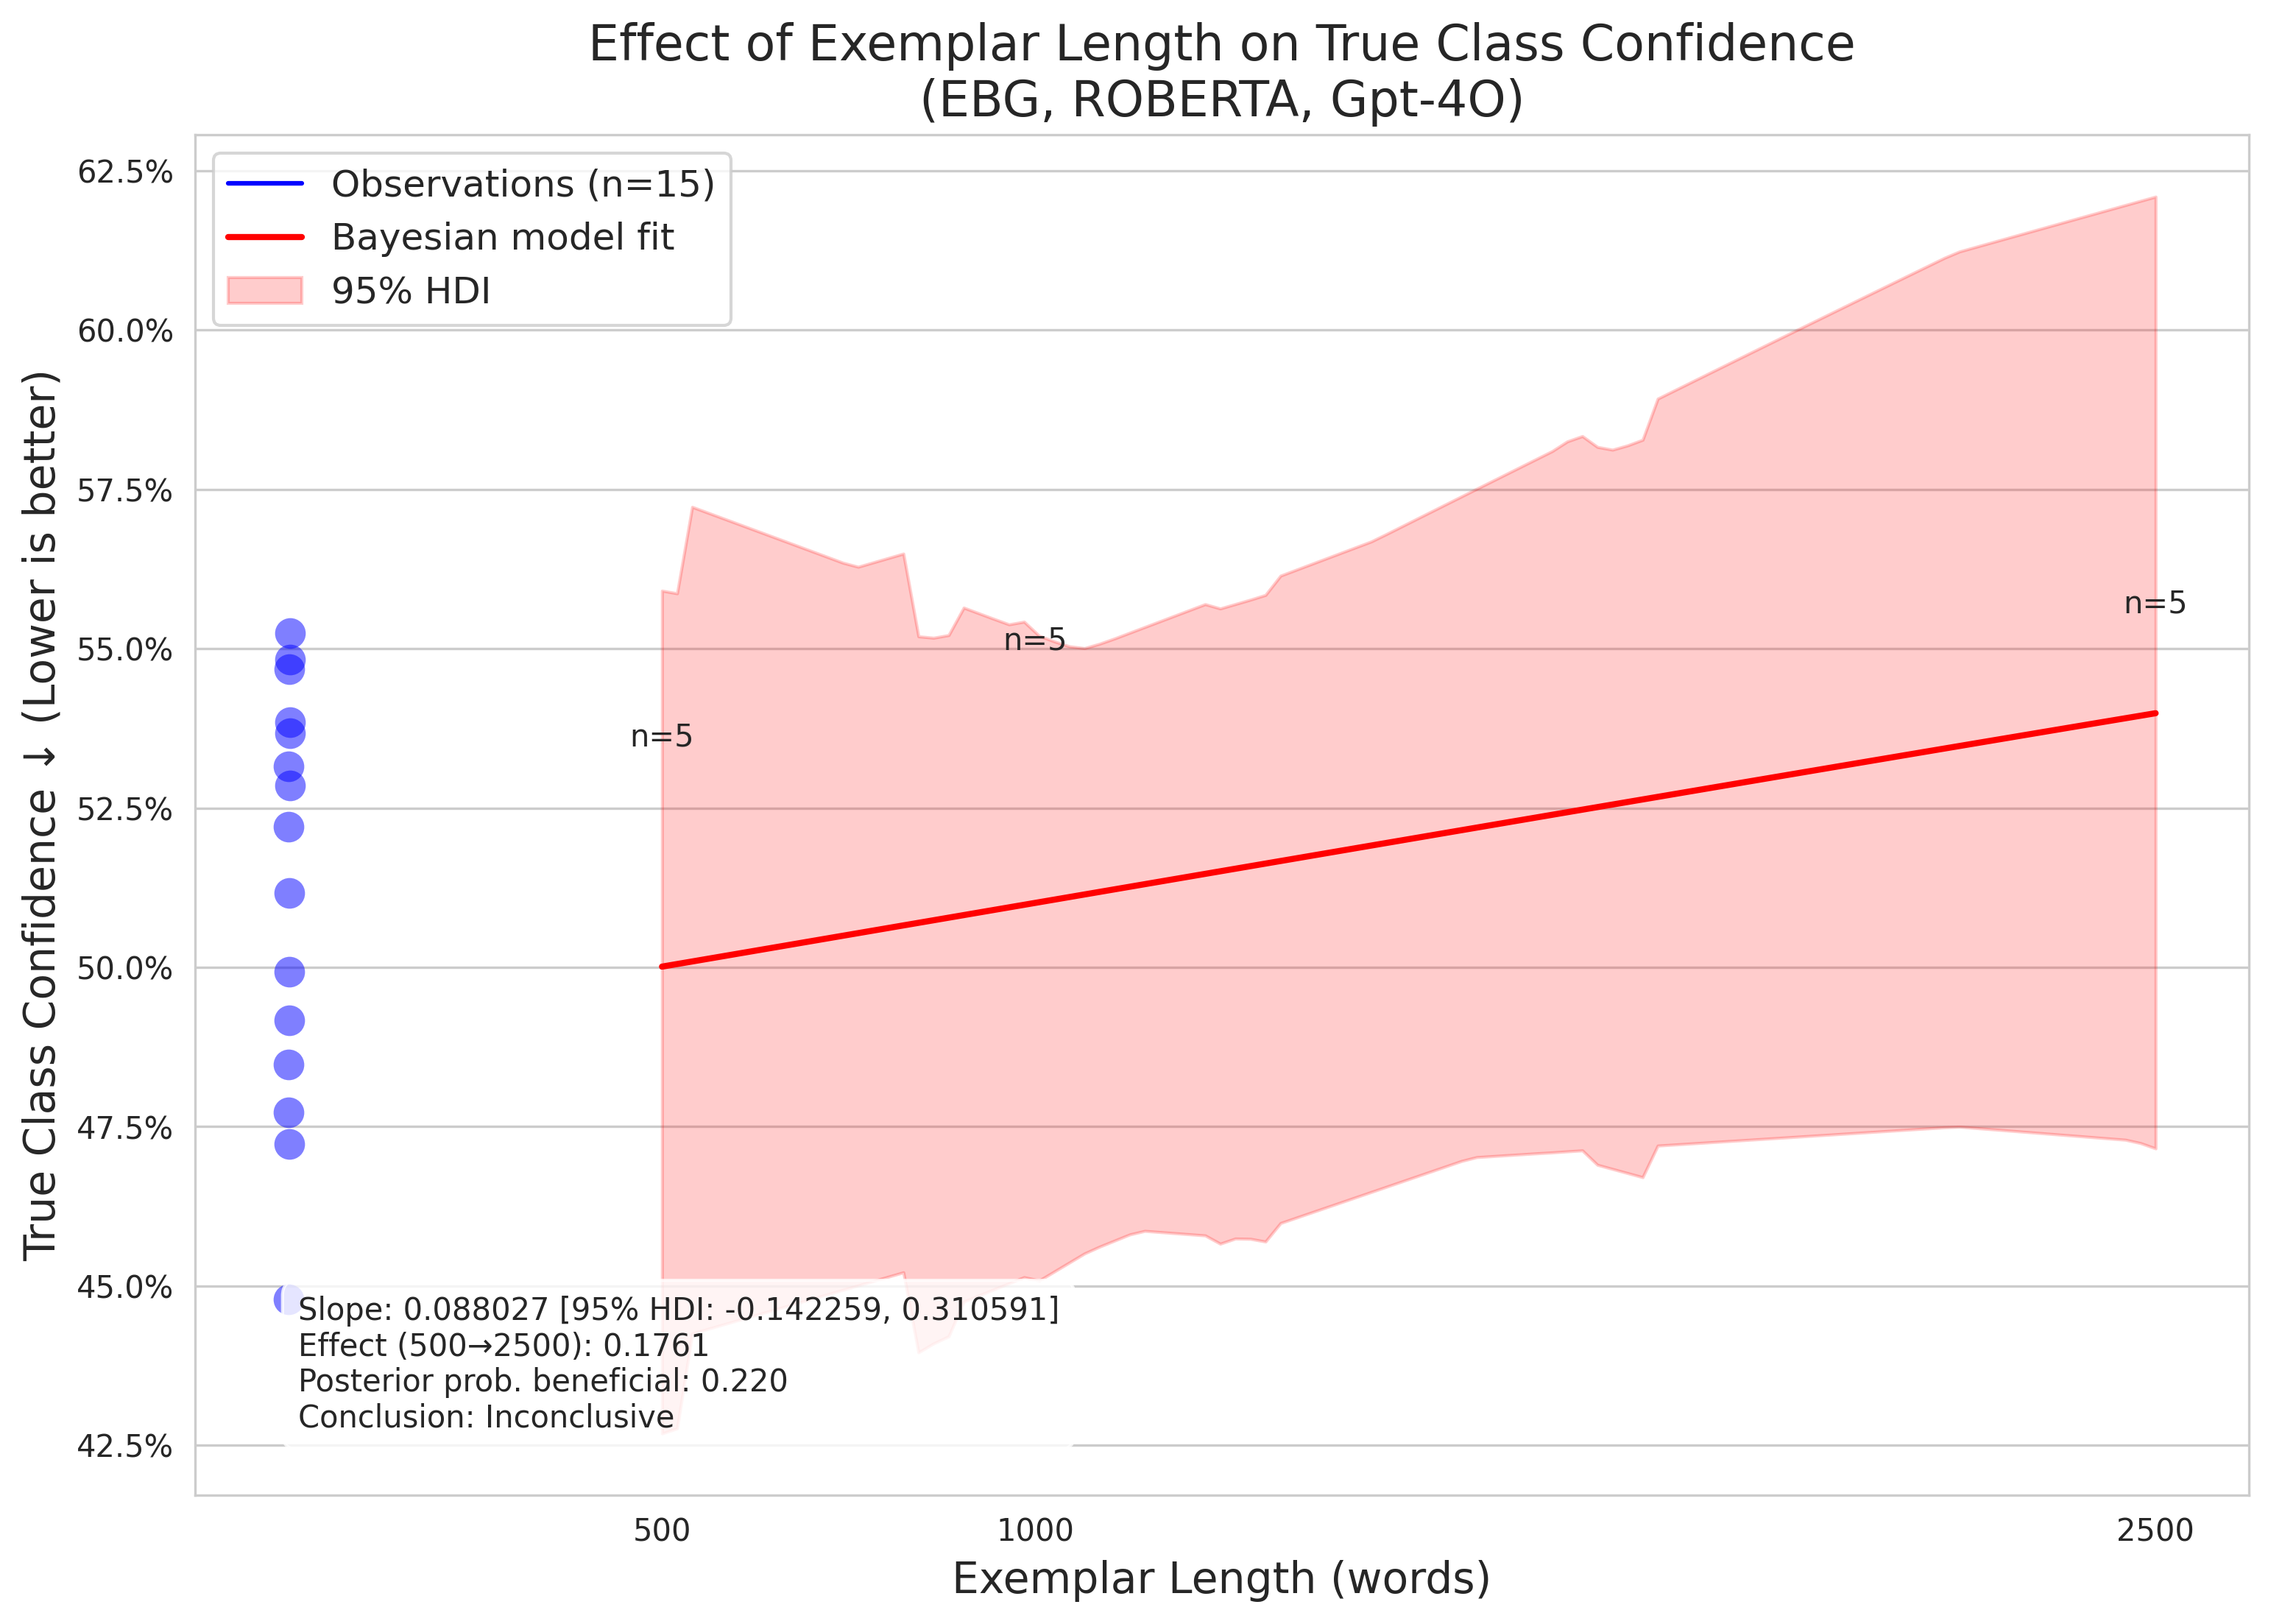 Effect of Exemplar Length on True Class Confidence
(EBG, ROBERTA, Gpt-4O)
True Class Confidence ↓ (Lower is better)
62.5%
60.0%
57.5%
55.0%
52.5%
50.0%
47.5%
45.0%
42.5%
Observations (n=15)
Bayesian model fit
95% HDI
n=5
n=5
n=5
Slope: 0.088027 [95% HDI: -0.142259, 0.310591]
Effect (500→2500): 0.1761
Posterior prob. beneficial: 0.220
Conclusion: Inconclusive
500
1000
2500
Exemplar Length (words)